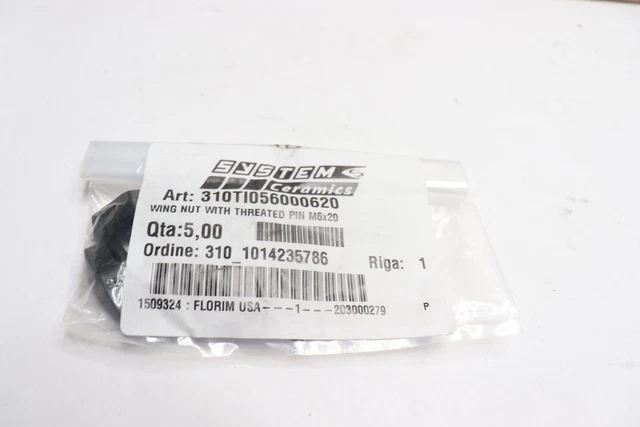 SYSTEM
Ceramics
Art: 310TI056000620
WING NUT WITH THREATED PIN M6x20
Qta:5,00
Ordine: 310_1014235786 Riga: 1
1509324 : FLORIM USA---1---203000279 P